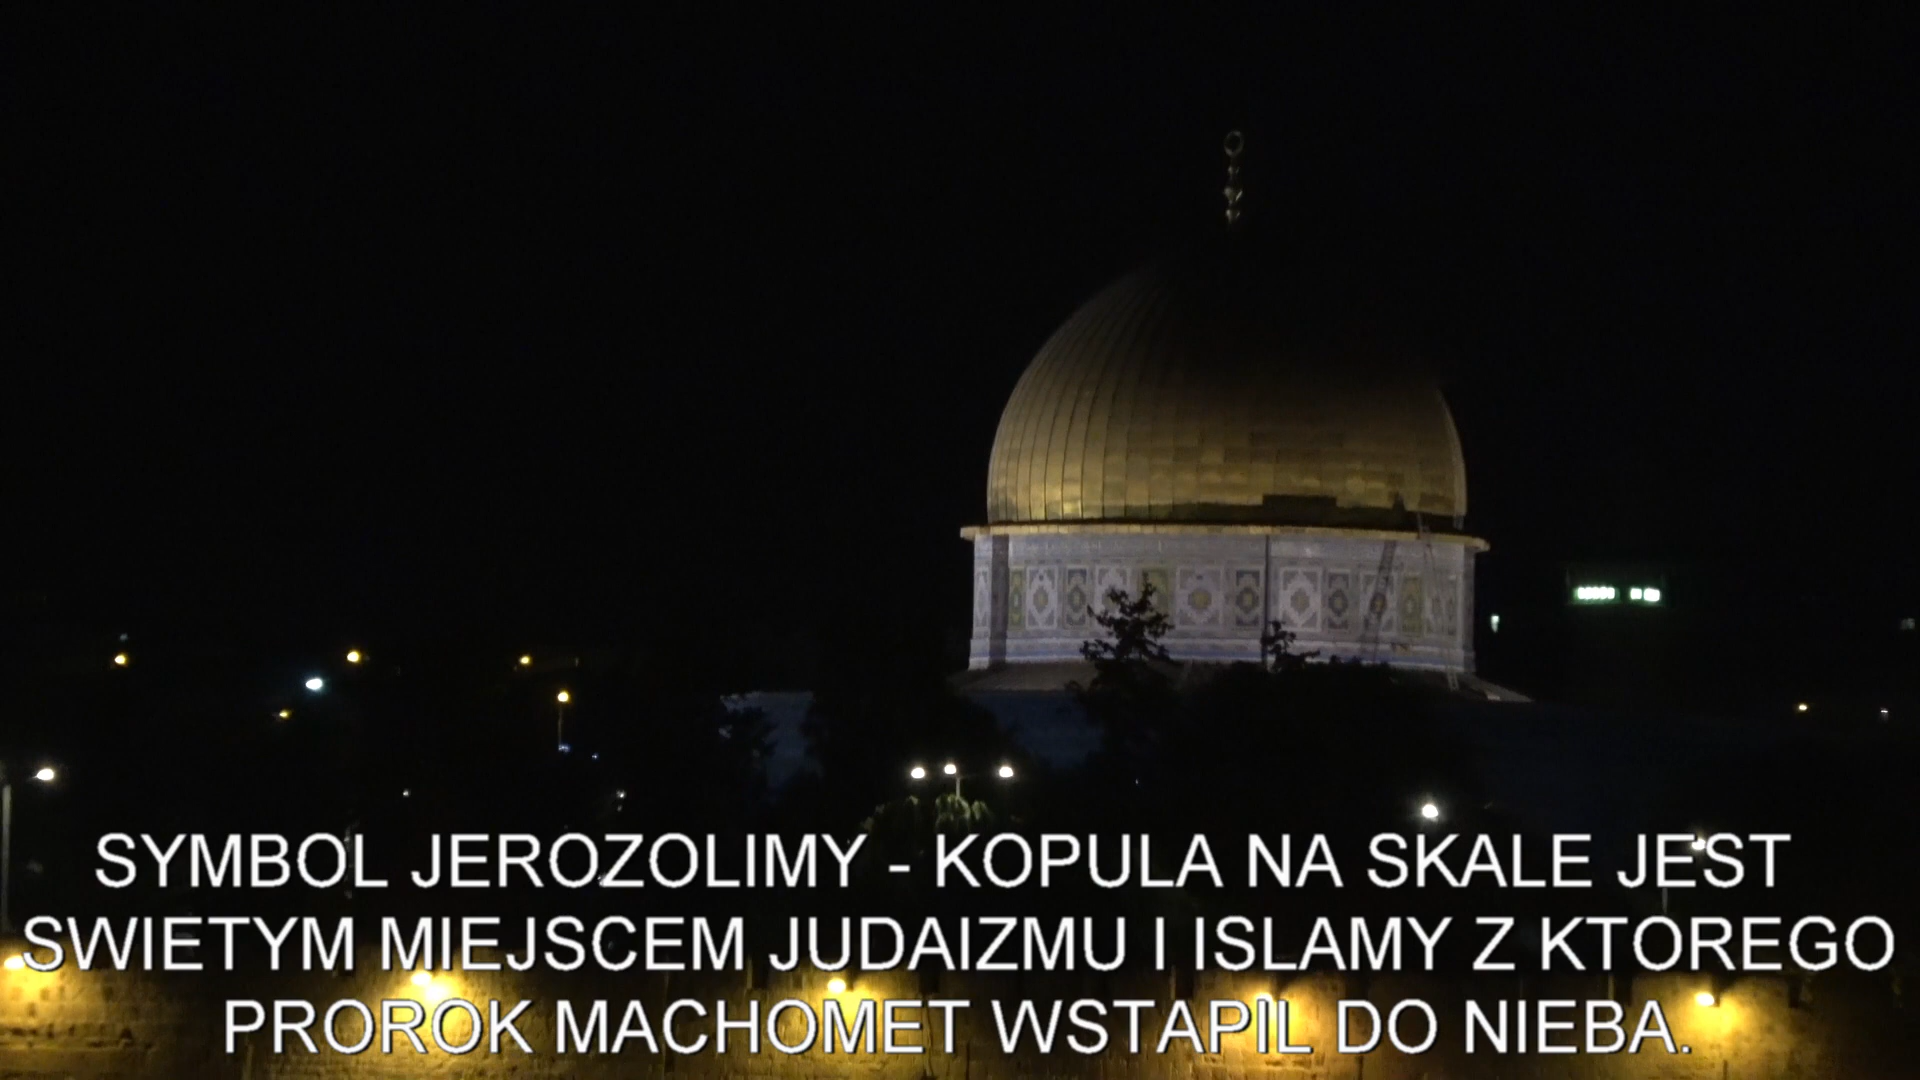 SYMBOL JEROZOLIMY - KOPULA NA SKALE JEST
SWIETYM MIEJSCEM JUDAIZMU I ISLAMY Z KTOREGO
PROROK MACHOMET WSTAPIL DO NIEBA.